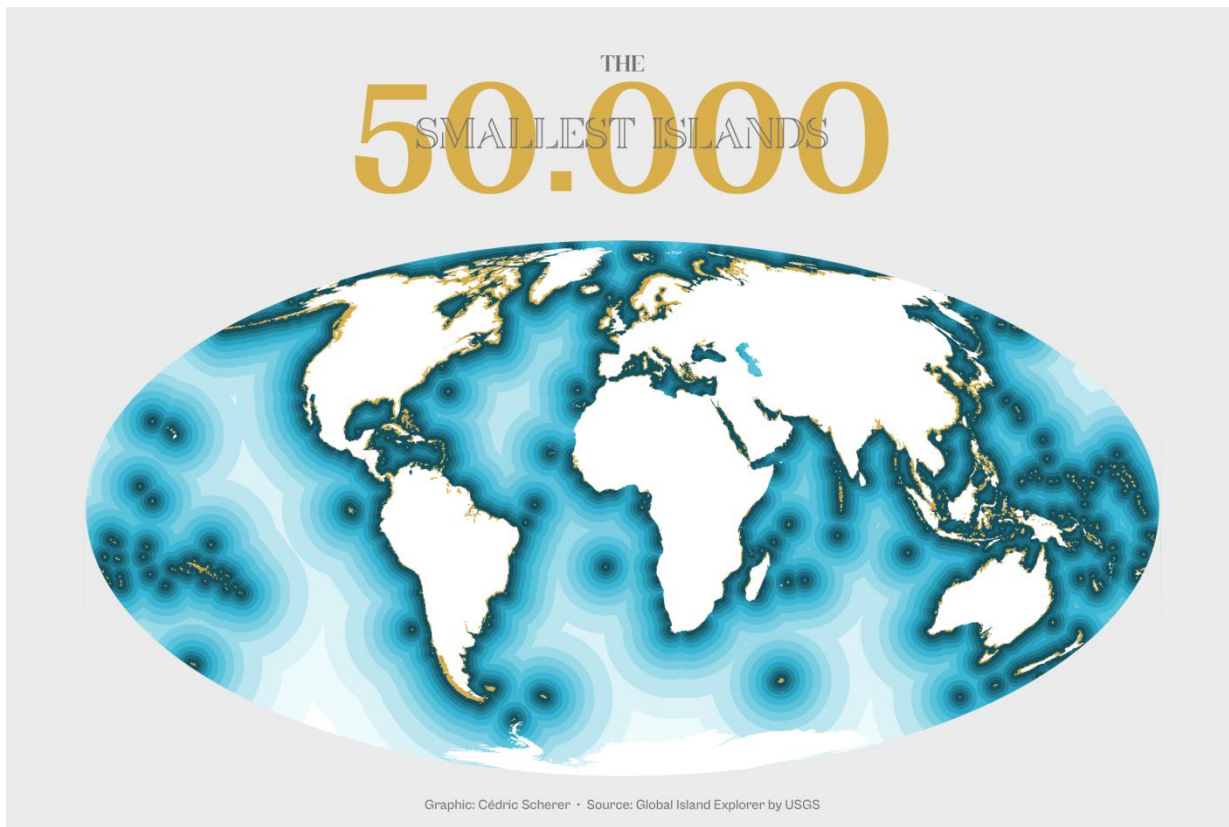 THE
50.000
SMALLEST ISLANDS
Graphic: Cédric Scherer • Source: Global Island Explorer by USGS